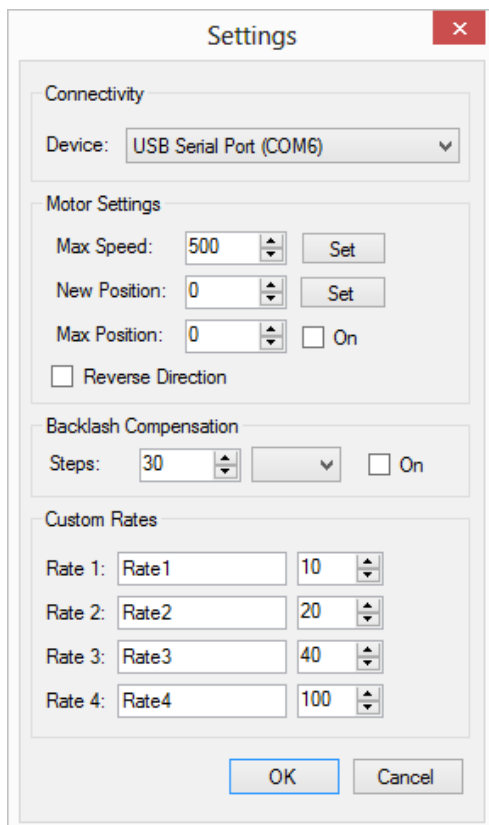 Settings
Connectivity
Device: USB Serial Port (COM6)
Motor Settings
Max Speed: 500 Set
New Position: 0 Set
Max Position: 0 On
Reverse Direction
Backlash Compensation
Steps: 30 On
Custom Rates
Rate 1: Rate1 10
Rate 2: Rate2 20
Rate 3: Rate3 40
Rate 4: Rate4 100
OK Cancel